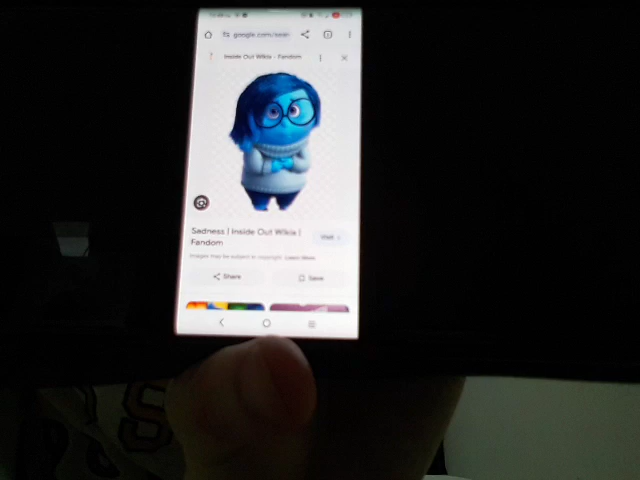 google.com/sear
Inside Out Wikia - Fandom
Sadness | Inside Out Wikia |
Fandom
Visit
Images may be subject to copyright. Learn More
Share
Save
S